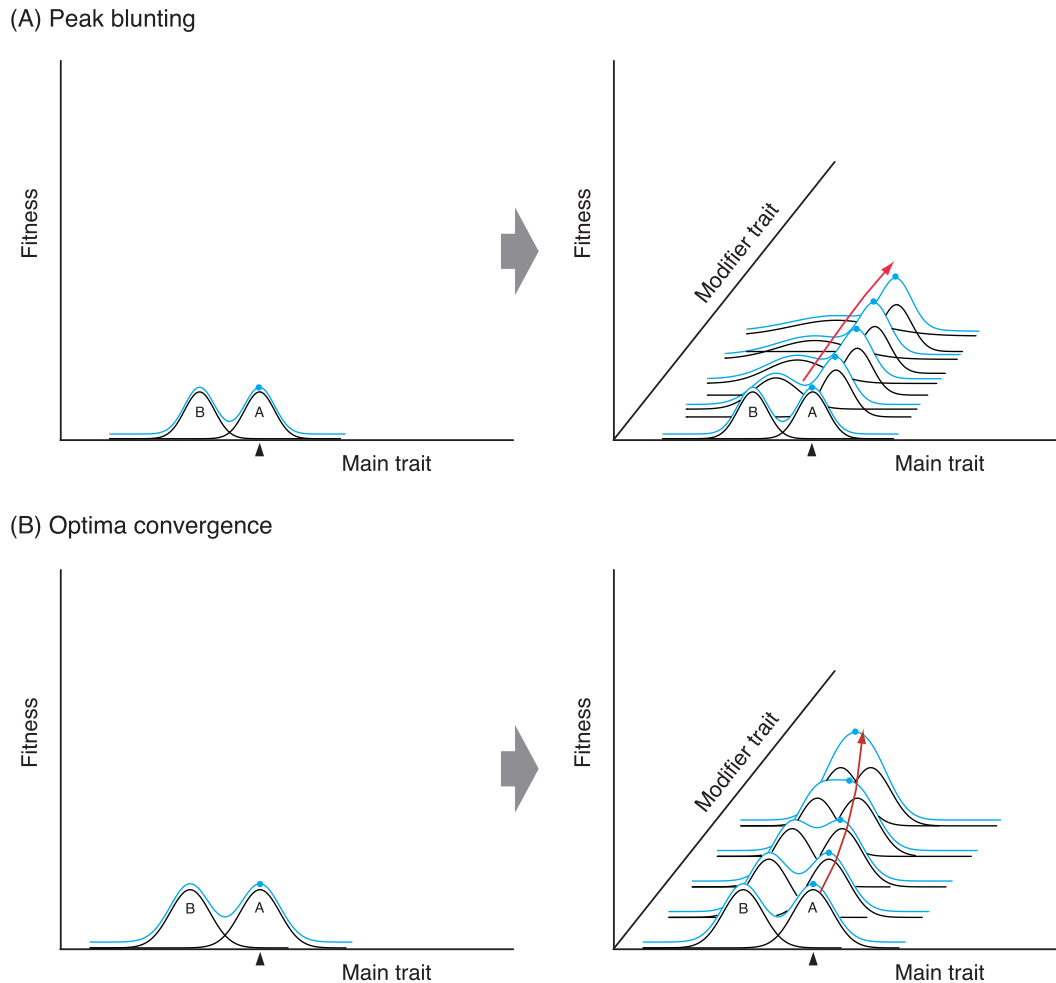 (A) Peak blunting
Fitness
B
A
Main trait
Fitness
Modifier trait
B
A
Main trait
(B) Optima convergence
Fitness
B
A
Main trait
Fitness
Modifier trait
B
A
Main trait